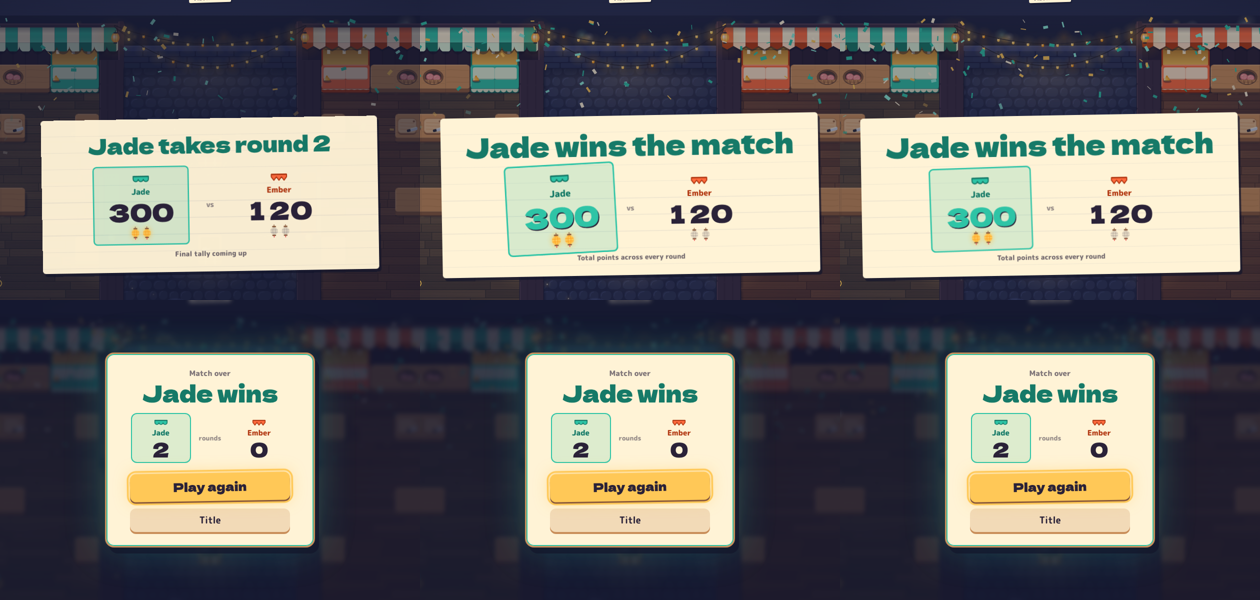 Jade takes round 2
Jade
300
vs
Ember
120
Final tally coming up
Jade wins the match
Jade
300
vs
Ember
120
Total points across every round
Jade wins the match
Jade
300
vs
Ember
120
Total points across every round
Match over
Jade wins
Jade
2
rounds
Ember
0
Play again
Title
Match over
Jade wins
Jade
2
rounds
Ember
0
Play again
Title
Match over
Jade wins
Jade
2
rounds
Ember
0
Play again
Title